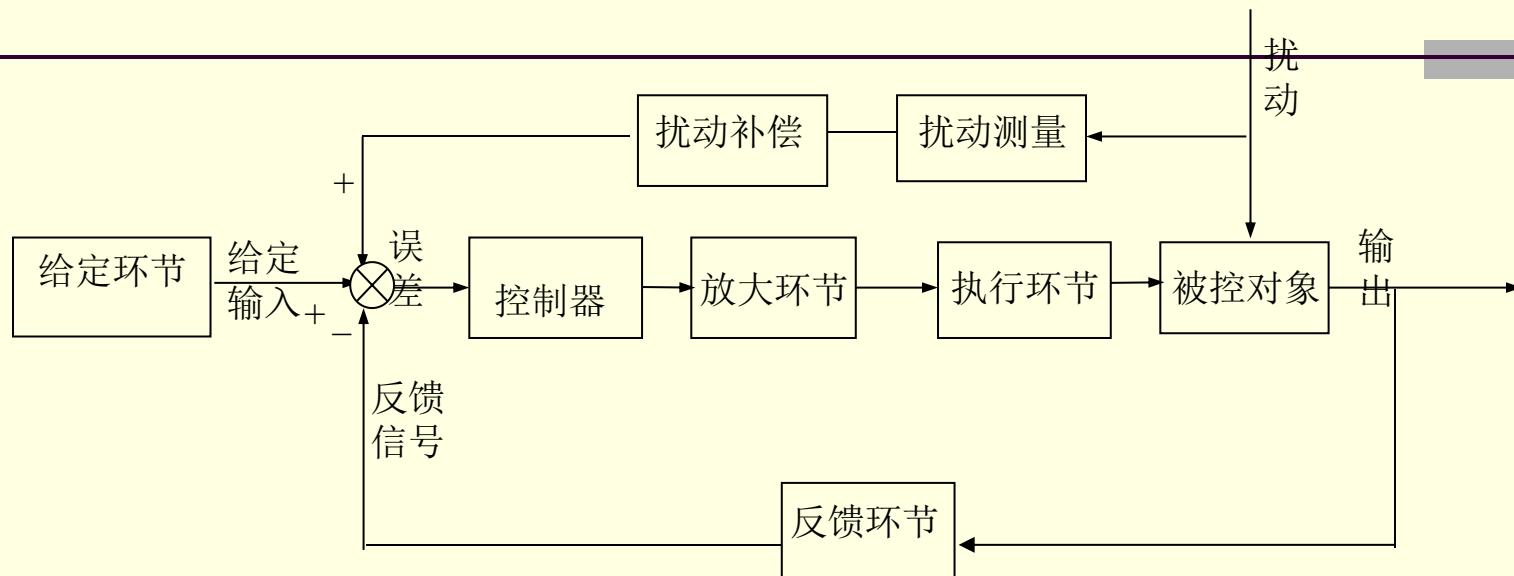 扰
动
扰动补偿
扰动测量
+
给定环节
给定
输入+
−
误
差
控制器
放大环节
执行环节
被控对象
输
出
反馈
信号
反馈环节